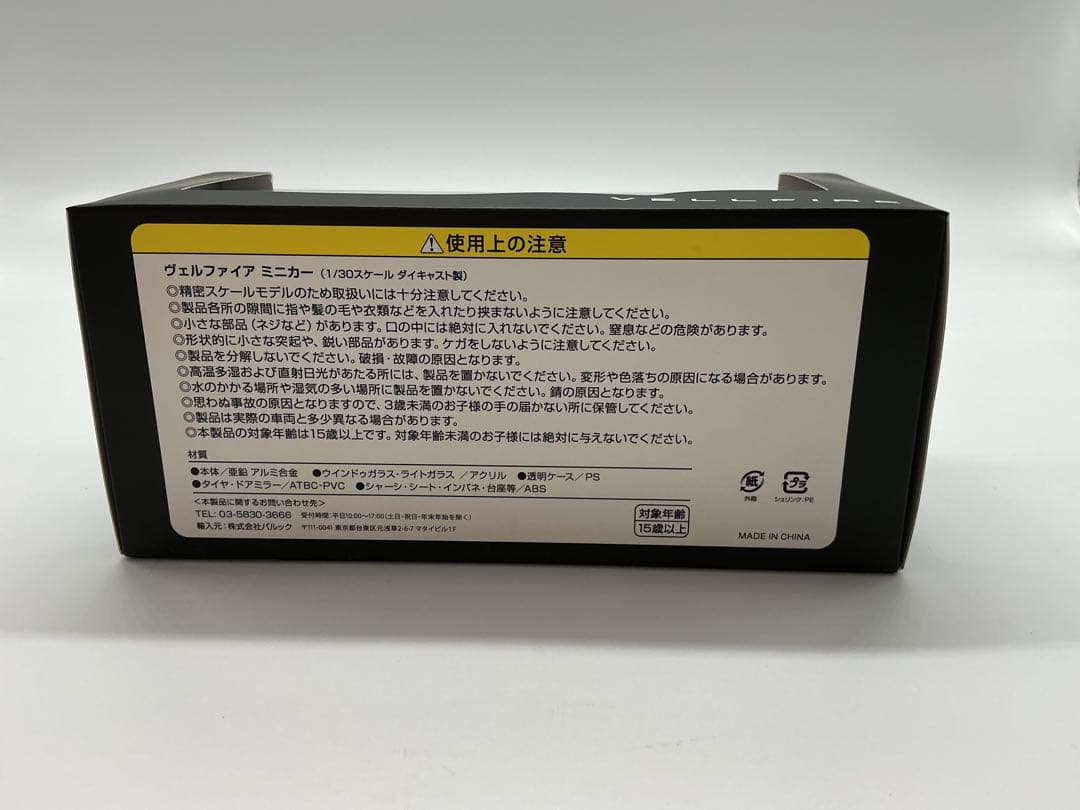 VELLFIRE
⚠使用上の注意
ヴェルファイア ミニカー（1/30スケール ダイキャスト製）
◎精密スケールモデルのため取扱いには十分注意してください。
◎製品各所の隙間に指や髪の毛や衣類などを入れたり挟まないように注意してください。
◎小さな部品（ネジなど）があります。口の中には絶対に入れないでください。窒息などの危険があります。
◎形状的に小さな突起や、鋭い部品があります。ケガをしないように注意してください。
◎製品を分解しないでください。破損・故障の原因となります。
◎高温多湿および直射日光があたる所には、製品を置かないでください。変形や色落ちの原因になる場合があります。
◎水のかかる場所や湿気の多い場所に製品を置かないでください。錆の原因となります。
◎思わぬ事故の原因となりますので、3歳未満のお子様の手の届かない所に保管してください。
◎製品は実際の車両と多少異なる場合があります。
◎本製品の対象年齢は15歳以上です。対象年齢未満のお子様には絶対に与えないでください。
材質
●本体／亜鉛 アルミ合金 ●ウインドゥガラス・ライトガラス ／アクリル ●透明ケース／PS
●タイヤ・ドアミラー／ATBC-PVC ●シャーシ・シート・インパネ・台座等／ABS
＜本製品に関するお問い合わせ先＞
TEL: 03-5830-3666 受付時間：平日10:00〜17:00（土日・祝日・年末年始を除く）
輸入元：株式会社バルック 〒111-0041 東京都台東区元浅草2-6-7 マタイビル1F
対象年齢
15歳以上
紙
外箱
プラ
シュリンク：PE
MADE IN CHINA